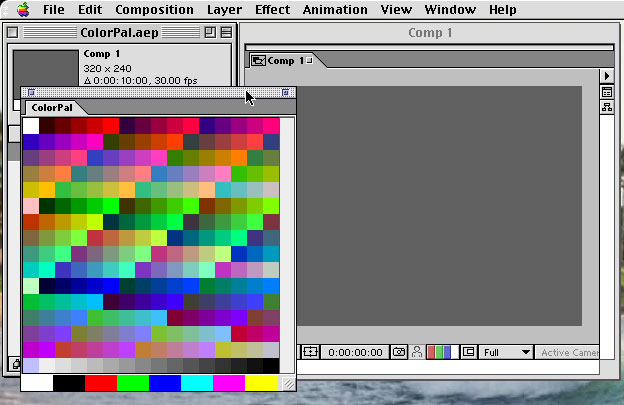 File Edit Composition Layer Effect Animation View Window Help
ColorPal.aep
Comp 1
320 x 240
Δ 0:00:10:00, 30.00 fps
ColorPal
Comp 1
Comp 1
0:00:00:00
Full
Active Camer